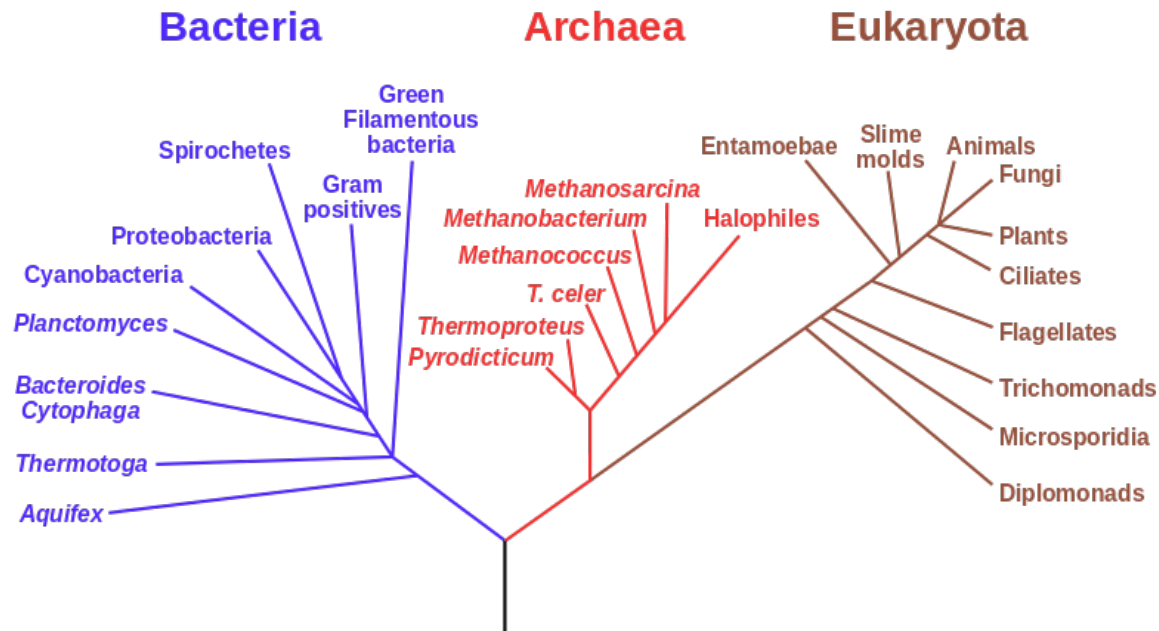 Bacteria
Archaea
Eukaryota
Green
Filamentous
bacteria
Spirochetes
Gram
positives
Proteobacteria
Cyanobacteria
Planctomyces
Bacteroides
Cytophaga
Thermotoga
Aquifex
Methanosarcina
Methanobacterium
Halophiles
Methanococcus
T. celer
Thermoproteus
Pyrodicticum
Entamoebae
Slime
molds
Animals
Fungi
Plants
Ciliates
Flagellates
Trichomonads
Microsporidia
Diplomonads